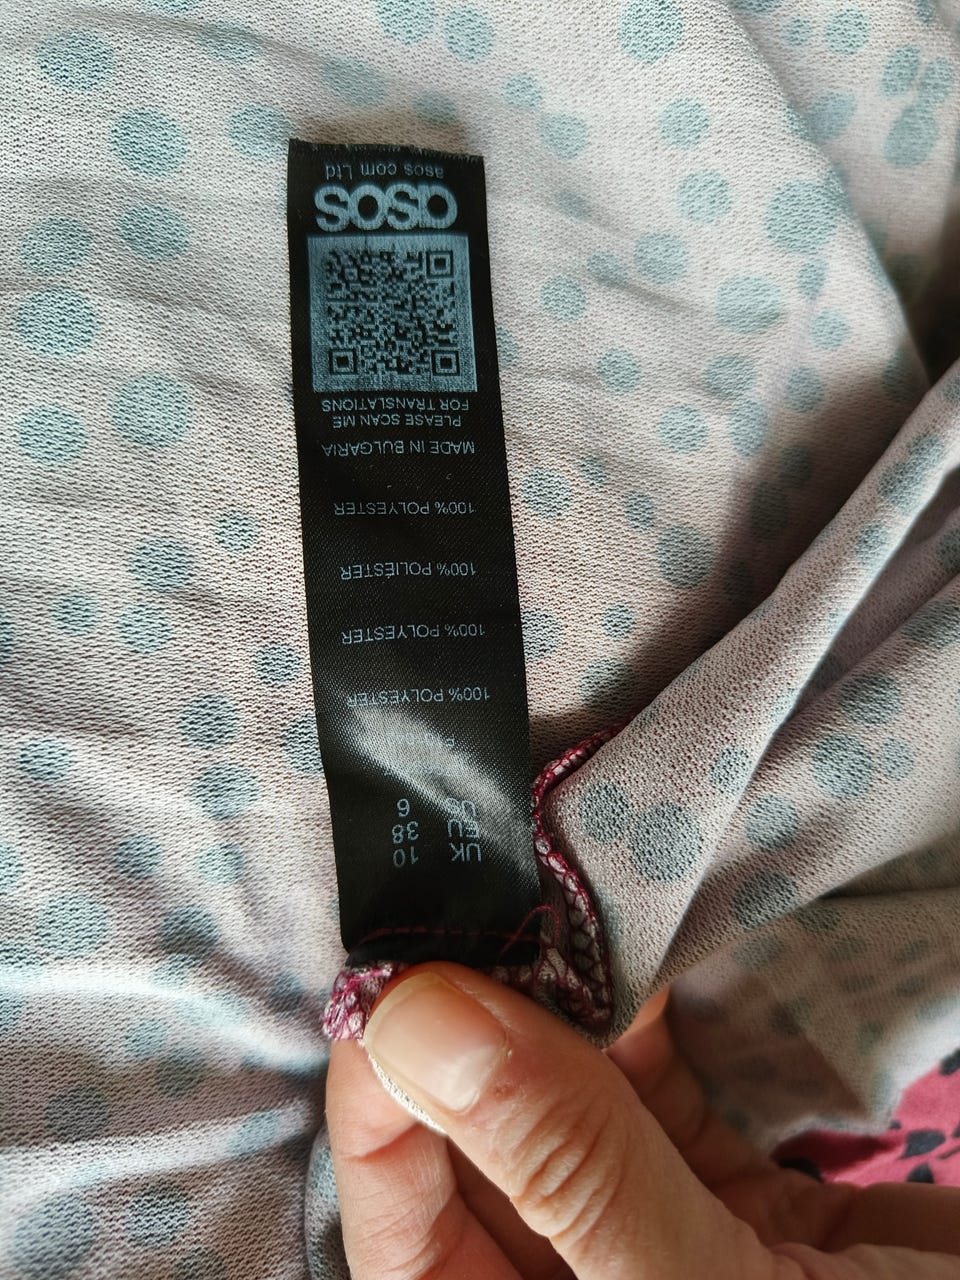 UK 10
EU 38
US 6
100% POLYESTER
100% POLYESTER
100% POLIÉSTER
100% POLYESTER
MADE IN BULGARIA
PLEASE SCAN ME
FOR TRANSLATIONS
asos
asos com Ltd